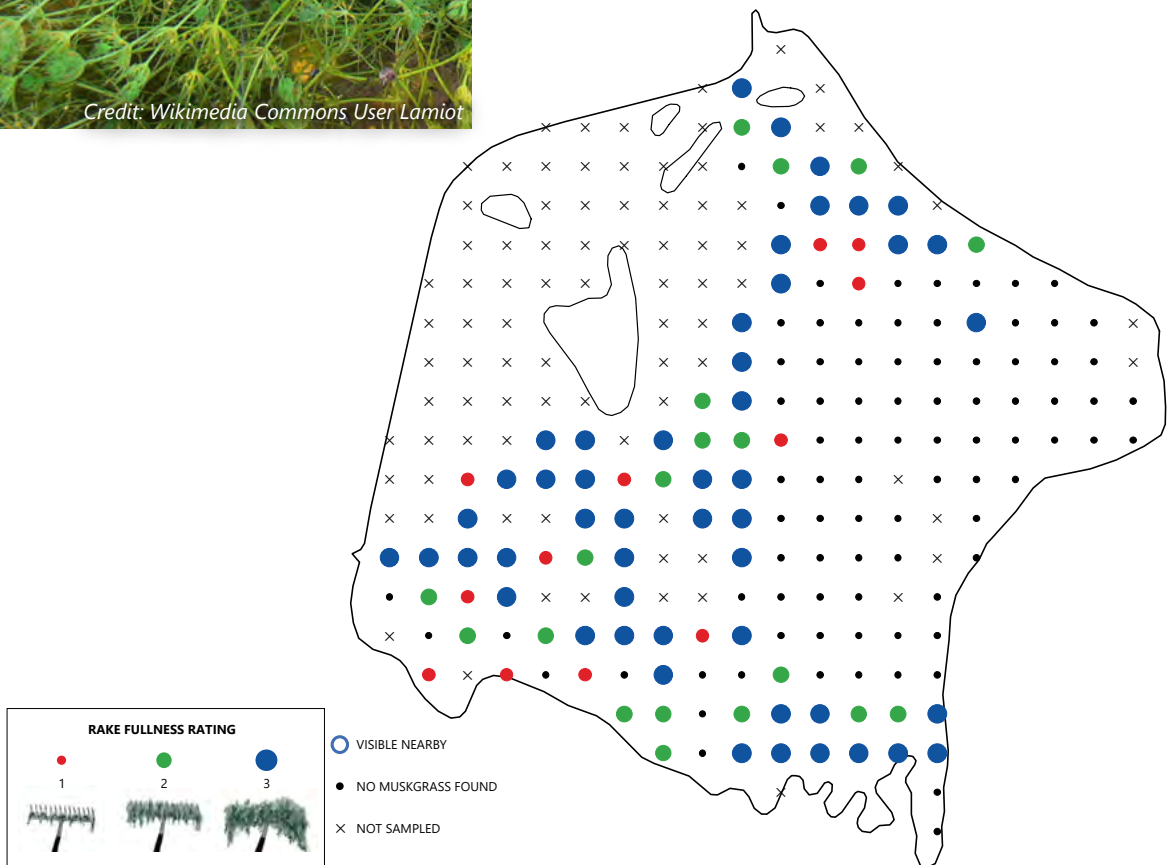 Credit: Wikimedia Commons User Lamiot
RAKE FULLNESS RATING
1 2 3
VISIBLE NEARBY
NO MUSKGRASS FOUND
NOT SAMPLED